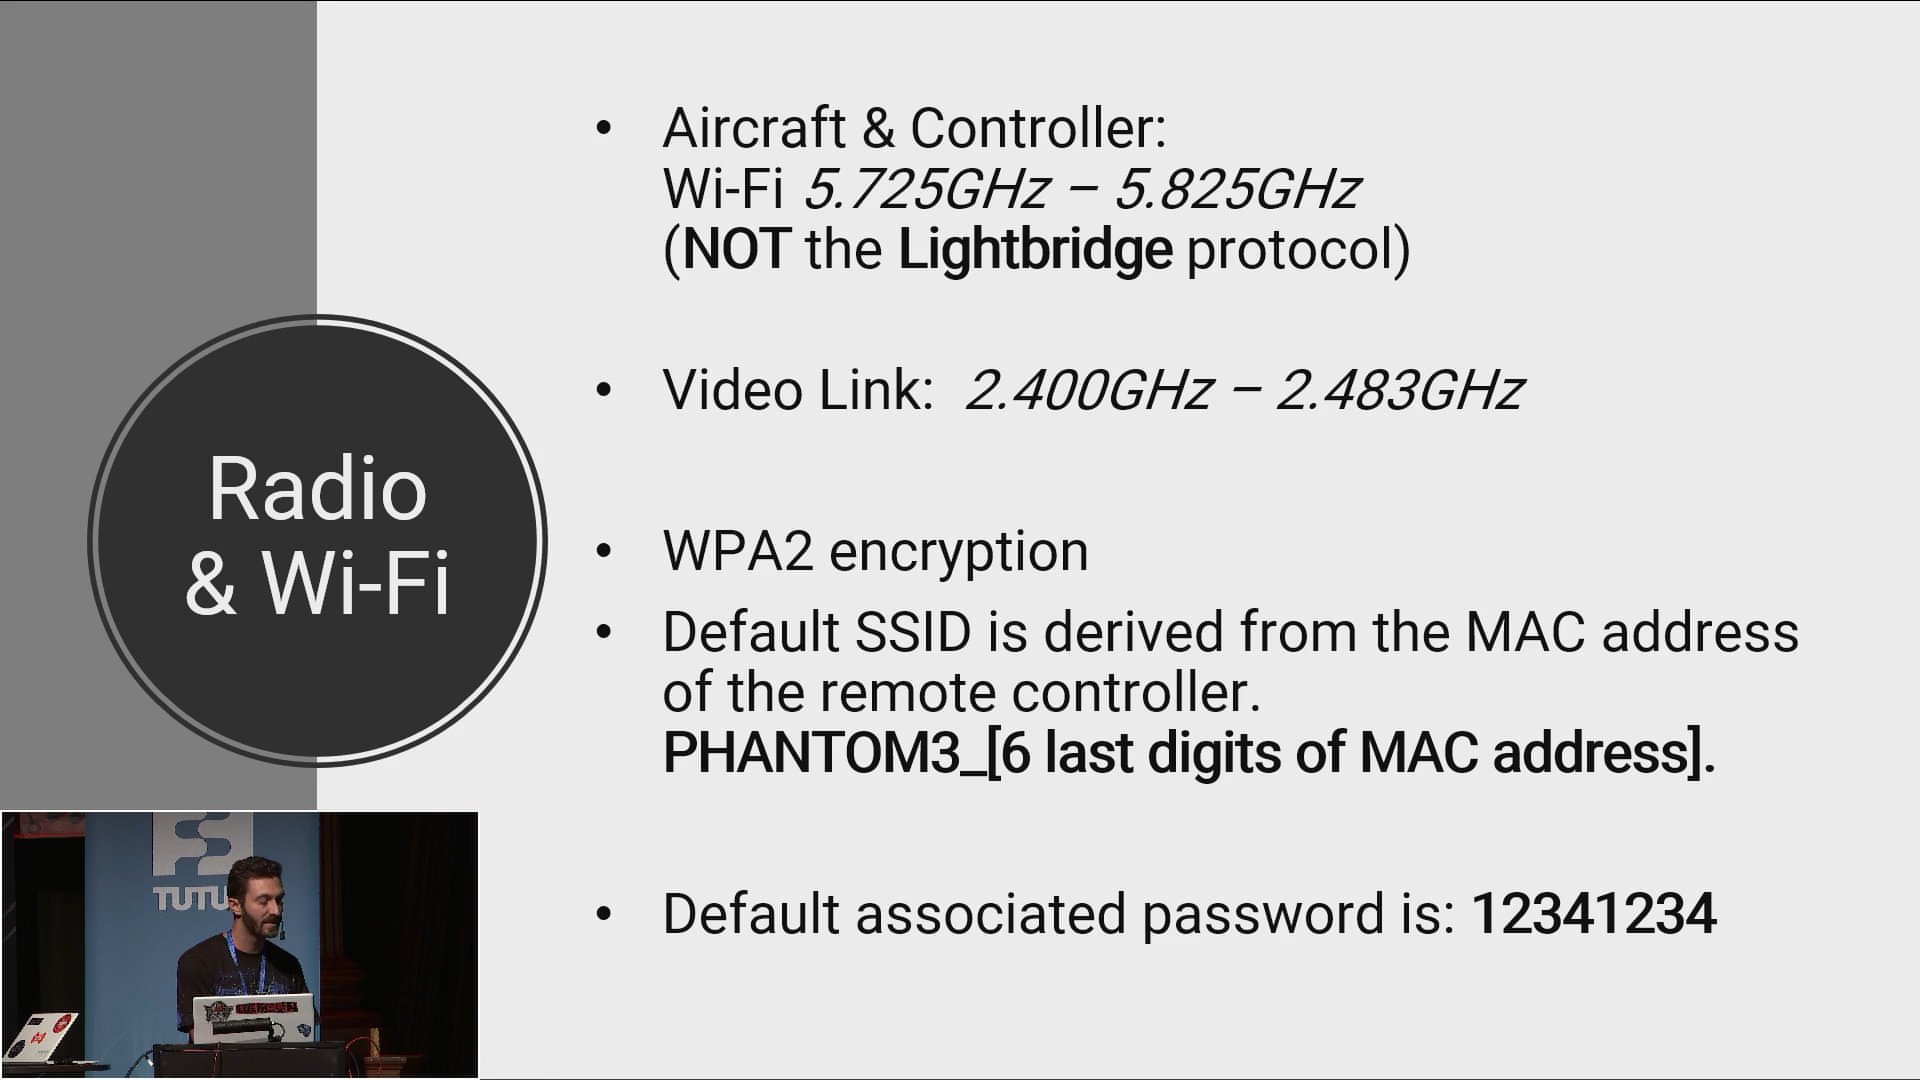 Radio
& Wi-Fi
• Aircraft & Controller:
Wi-Fi 5.725GHz – 5.825GHz
(NOT the Lightbridge protocol)
• Video Link: 2.400GHz – 2.483GHz
• WPA2 encryption
• Default SSID is derived from the MAC address
of the remote controller.
PHANTOM3_[6 last digits of MAC address].
• Default associated password is: 12341234
TUTU